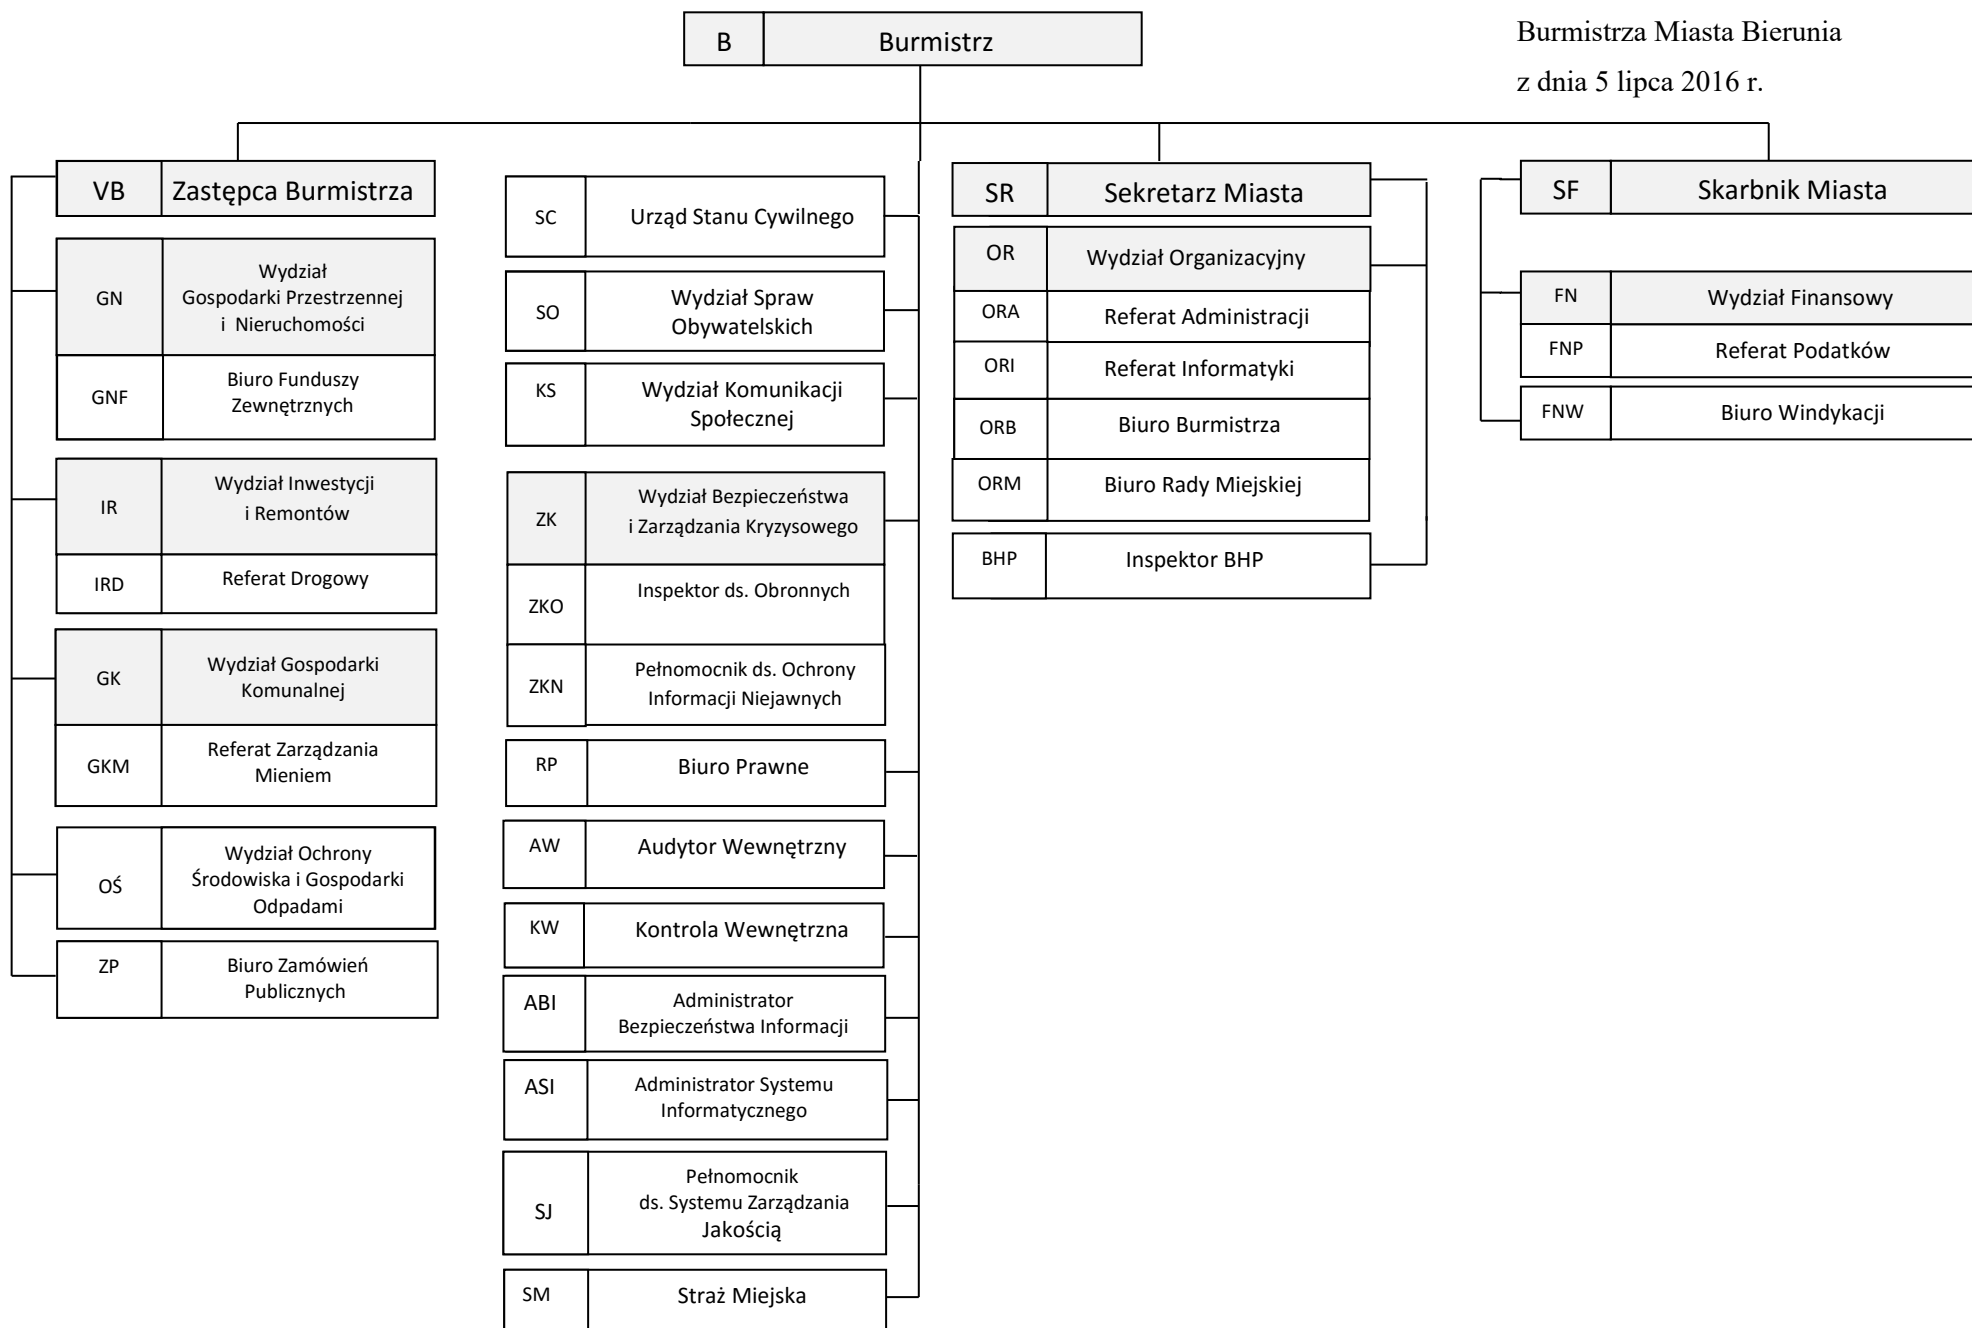 B Burmistrz
Burmistrza Miasta Bierunia
z dnia 5 lipca 2016 r.
VB Zastępca Burmistrza
GN
Wydział
Gospodarki Przestrzennej
i Nieruchomości
GNF
Biuro Funduszy
Zewnętrznych
IR
Wydział Inwestycji
i Remontów
IRD Referat Drogowy
GK
Wydział Gospodarki
Komunalnej
GKM
Referat Zarządzania
Mieniem
OŚ
Wydział Ochrony
Środowiska i Gospodarki
Odpadami
ZP
Biuro Zamówień
Publicznych
SC Urząd Stanu Cywilnego
SO
Wydział Spraw
Obywatelskich
KS
Wydział Komunikacji
Społecznej
ZK
Wydział Bezpieczeństwa
i Zarządzania Kryzysowego
ZKO
Inspektor ds. Obronnych
ZKN
Pełnomocnik ds. Ochrony
Informacji Niejawnych
RP Biuro Prawne
AW Audytor Wewnętrzny
KW Kontrola Wewnętrzna
ABI
Administrator
Bezpieczeństwa Informacji
ASI
Administrator Systemu
Informatycznego
SJ
Pełnomocnik
ds. Systemu Zarządzania
Jakością
SM Straż Miejska
SR Sekretarz Miasta
OR Wydział Organizacyjny
ORA Referat Administracji
ORI Referat Informatyki
ORB Biuro Burmistrza
ORM Biuro Rady Miejskiej
BHP Inspektor BHP
SF Skarbnik Miasta
FN Wydział Finansowy
FNP Referat Podatków
FNW Biuro Windykacji